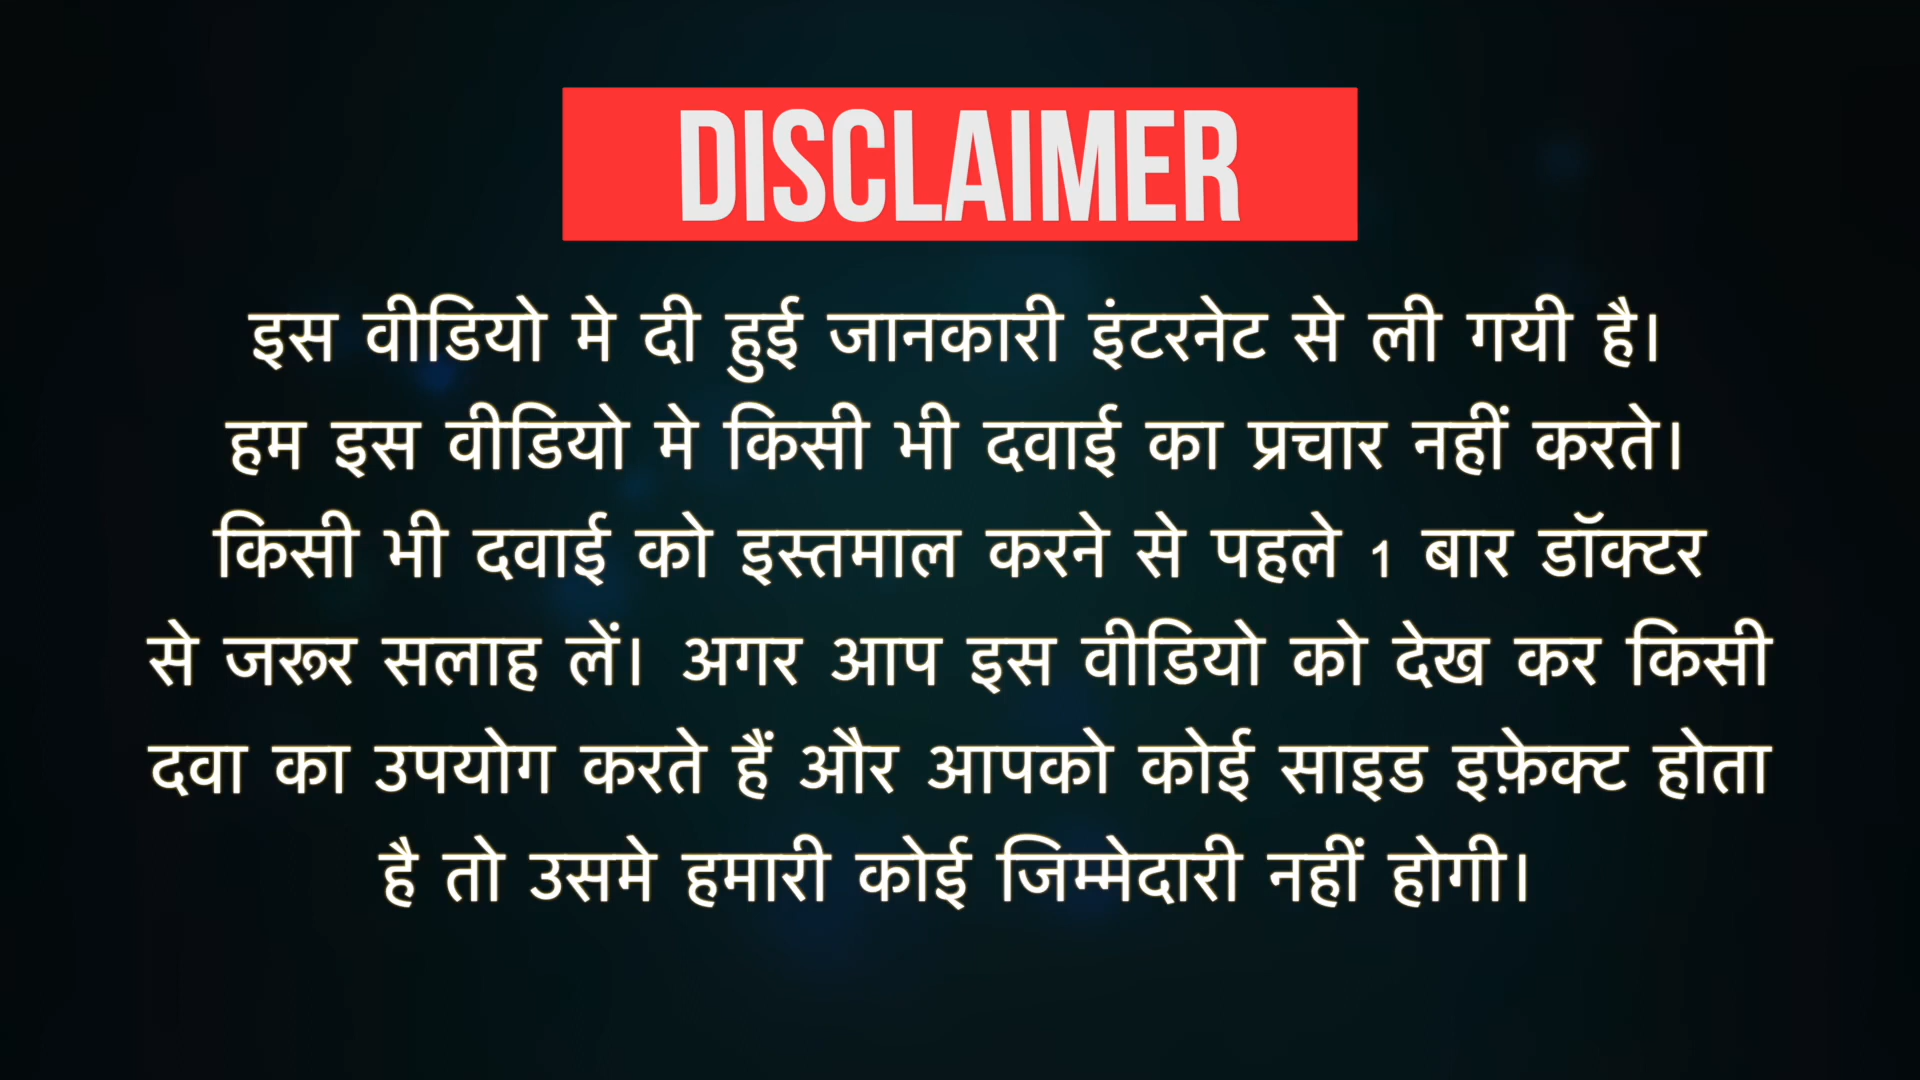 DISCLAIMER
इस वीडियो मे दी हुई जानकारी इंटरनेट से ली गयी है।
हम इस वीडियो मे किसी भी दवाई का प्रचार नहीं करते।
किसी भी दवाई को इस्तमाल करने से पहले 1 बार डॉक्टर
से जरूर सलाह लें। अगर आप इस वीडियो को देख कर किसी
दवा का उपयोग करते हैं और आपको कोई साइड इफ़ेक्ट होता
है तो उसमे हमारी कोई जिम्मेदारी नहीं होगी।